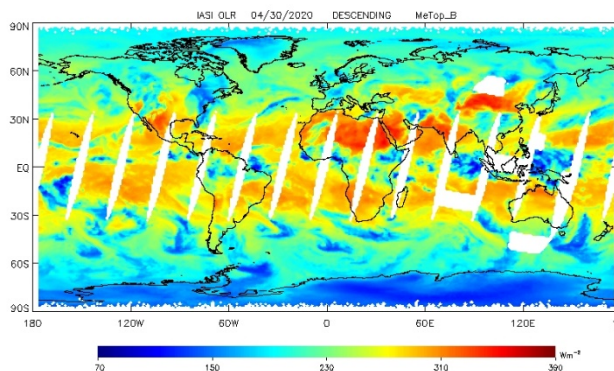 IASI OLR 04/30/2020 DESCENDING MeTop_B
90N
60N
30N
EQ
30S
60S
90S
180 120W 60W 0 60E 120E
70 150 230 310 390 Wm⁻²